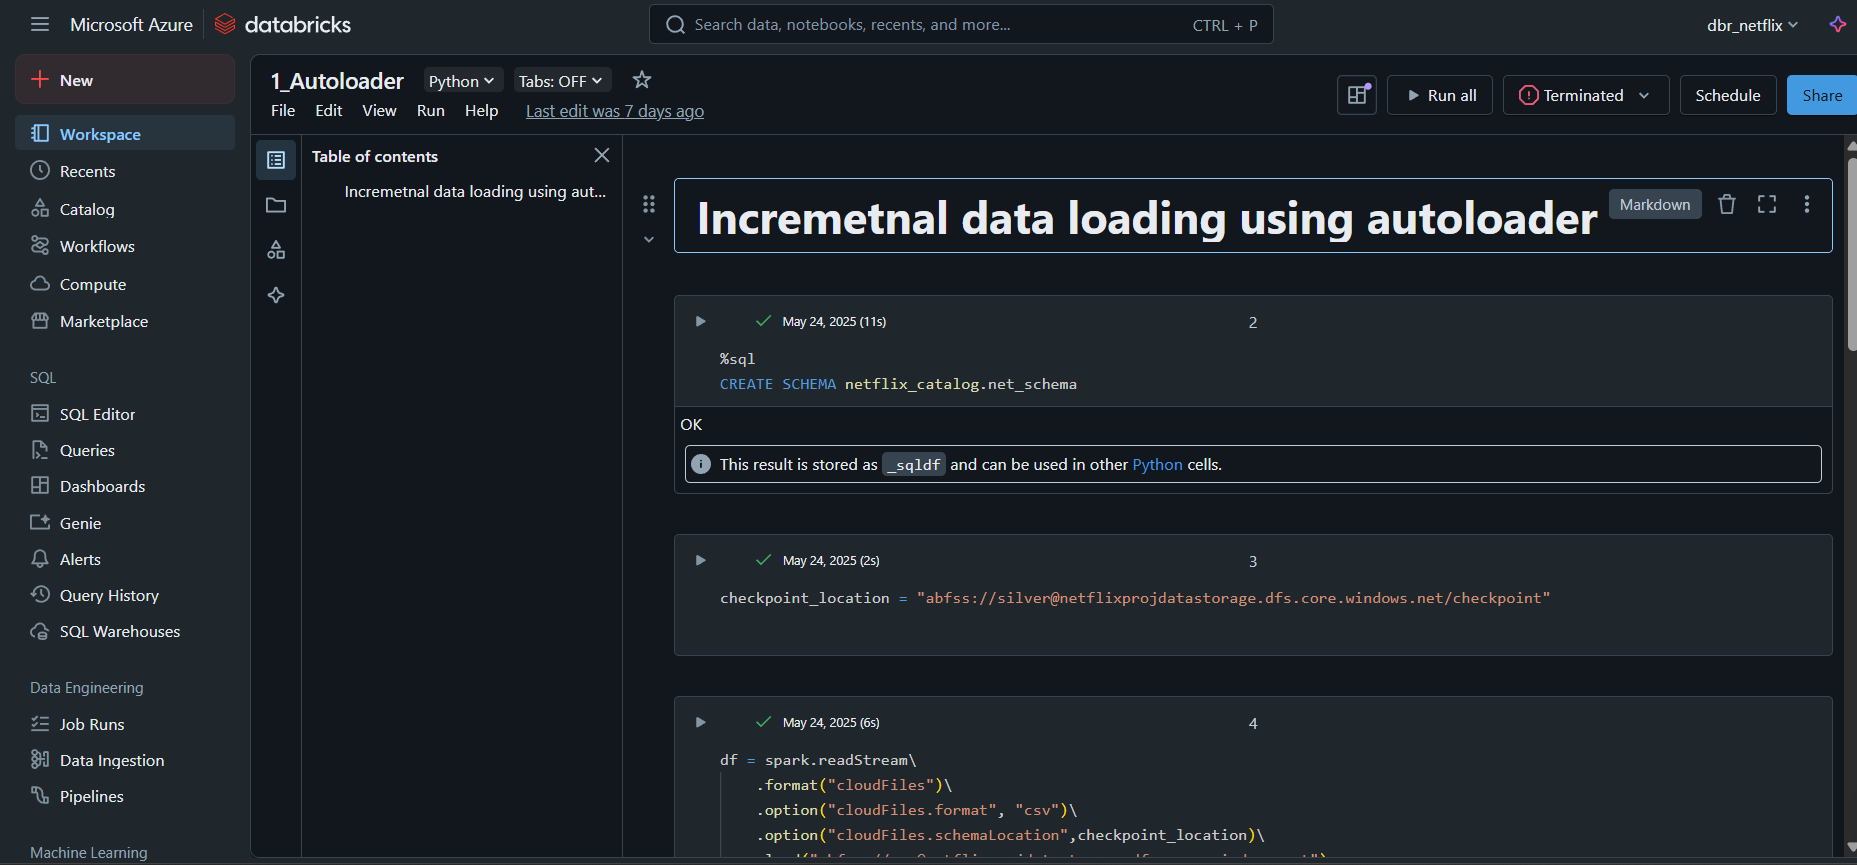 Microsoft Azure databricks
Search data, notebooks, recents, and more... CTRL + P
dbr_netflix
New
Workspace
Recents
Catalog
Workflows
Compute
Marketplace
SQL
SQL Editor
Queries
Dashboards
Genie
Alerts
Query History
SQL Warehouses
Data Engineering
Job Runs
Data Ingestion
Pipelines
Machine Learning
1_Autoloader Python Tabs: OFF
File Edit View Run Help Last edit was 7 days ago
Run all Terminated Schedule Share
Table of contents
Incremetnal data loading using aut...
Incremetnal data loading using autoloader
Markdown
May 24, 2025 (11s) 2
%sql
CREATE SCHEMA netflix_catalog.net_schema
OK
This result is stored as _sqldf and can be used in other Python cells.
May 24, 2025 (2s) 3
checkpoint_location = "abfss://silver@netflixprojdatastorage.dfs.core.windows.net/checkpoint"
May 24, 2025 (6s) 4
df = spark.readStream\
.format("cloudFiles")\
.option("cloudFiles.format", "csv")\
.option("cloudFiles.schemaLocation",checkpoint_location)\